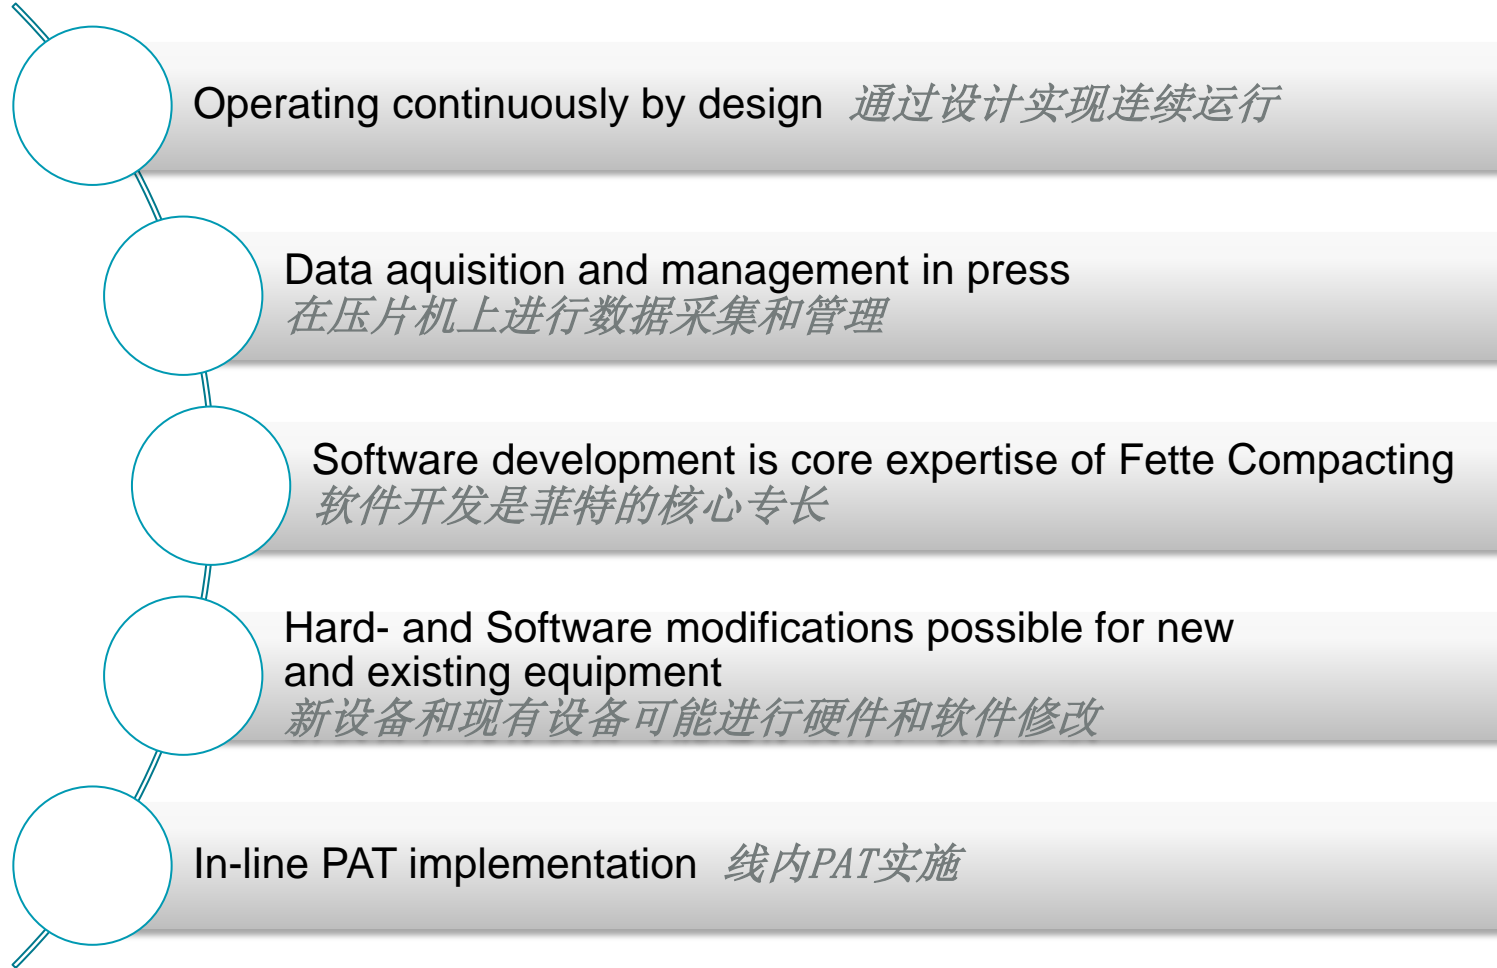 Operating continuously by design 通过设计实现连续运行
Data aquisition and management in press
在压片机上进行数据采集和管理
Software development is core expertise of Fette Compacting
软件开发是菲特的核心专长
Hard- and Software modifications possible for new
and existing equipment
新设备和现有设备可能进行硬件和软件修改
In-line PAT implementation 线内PAT实施